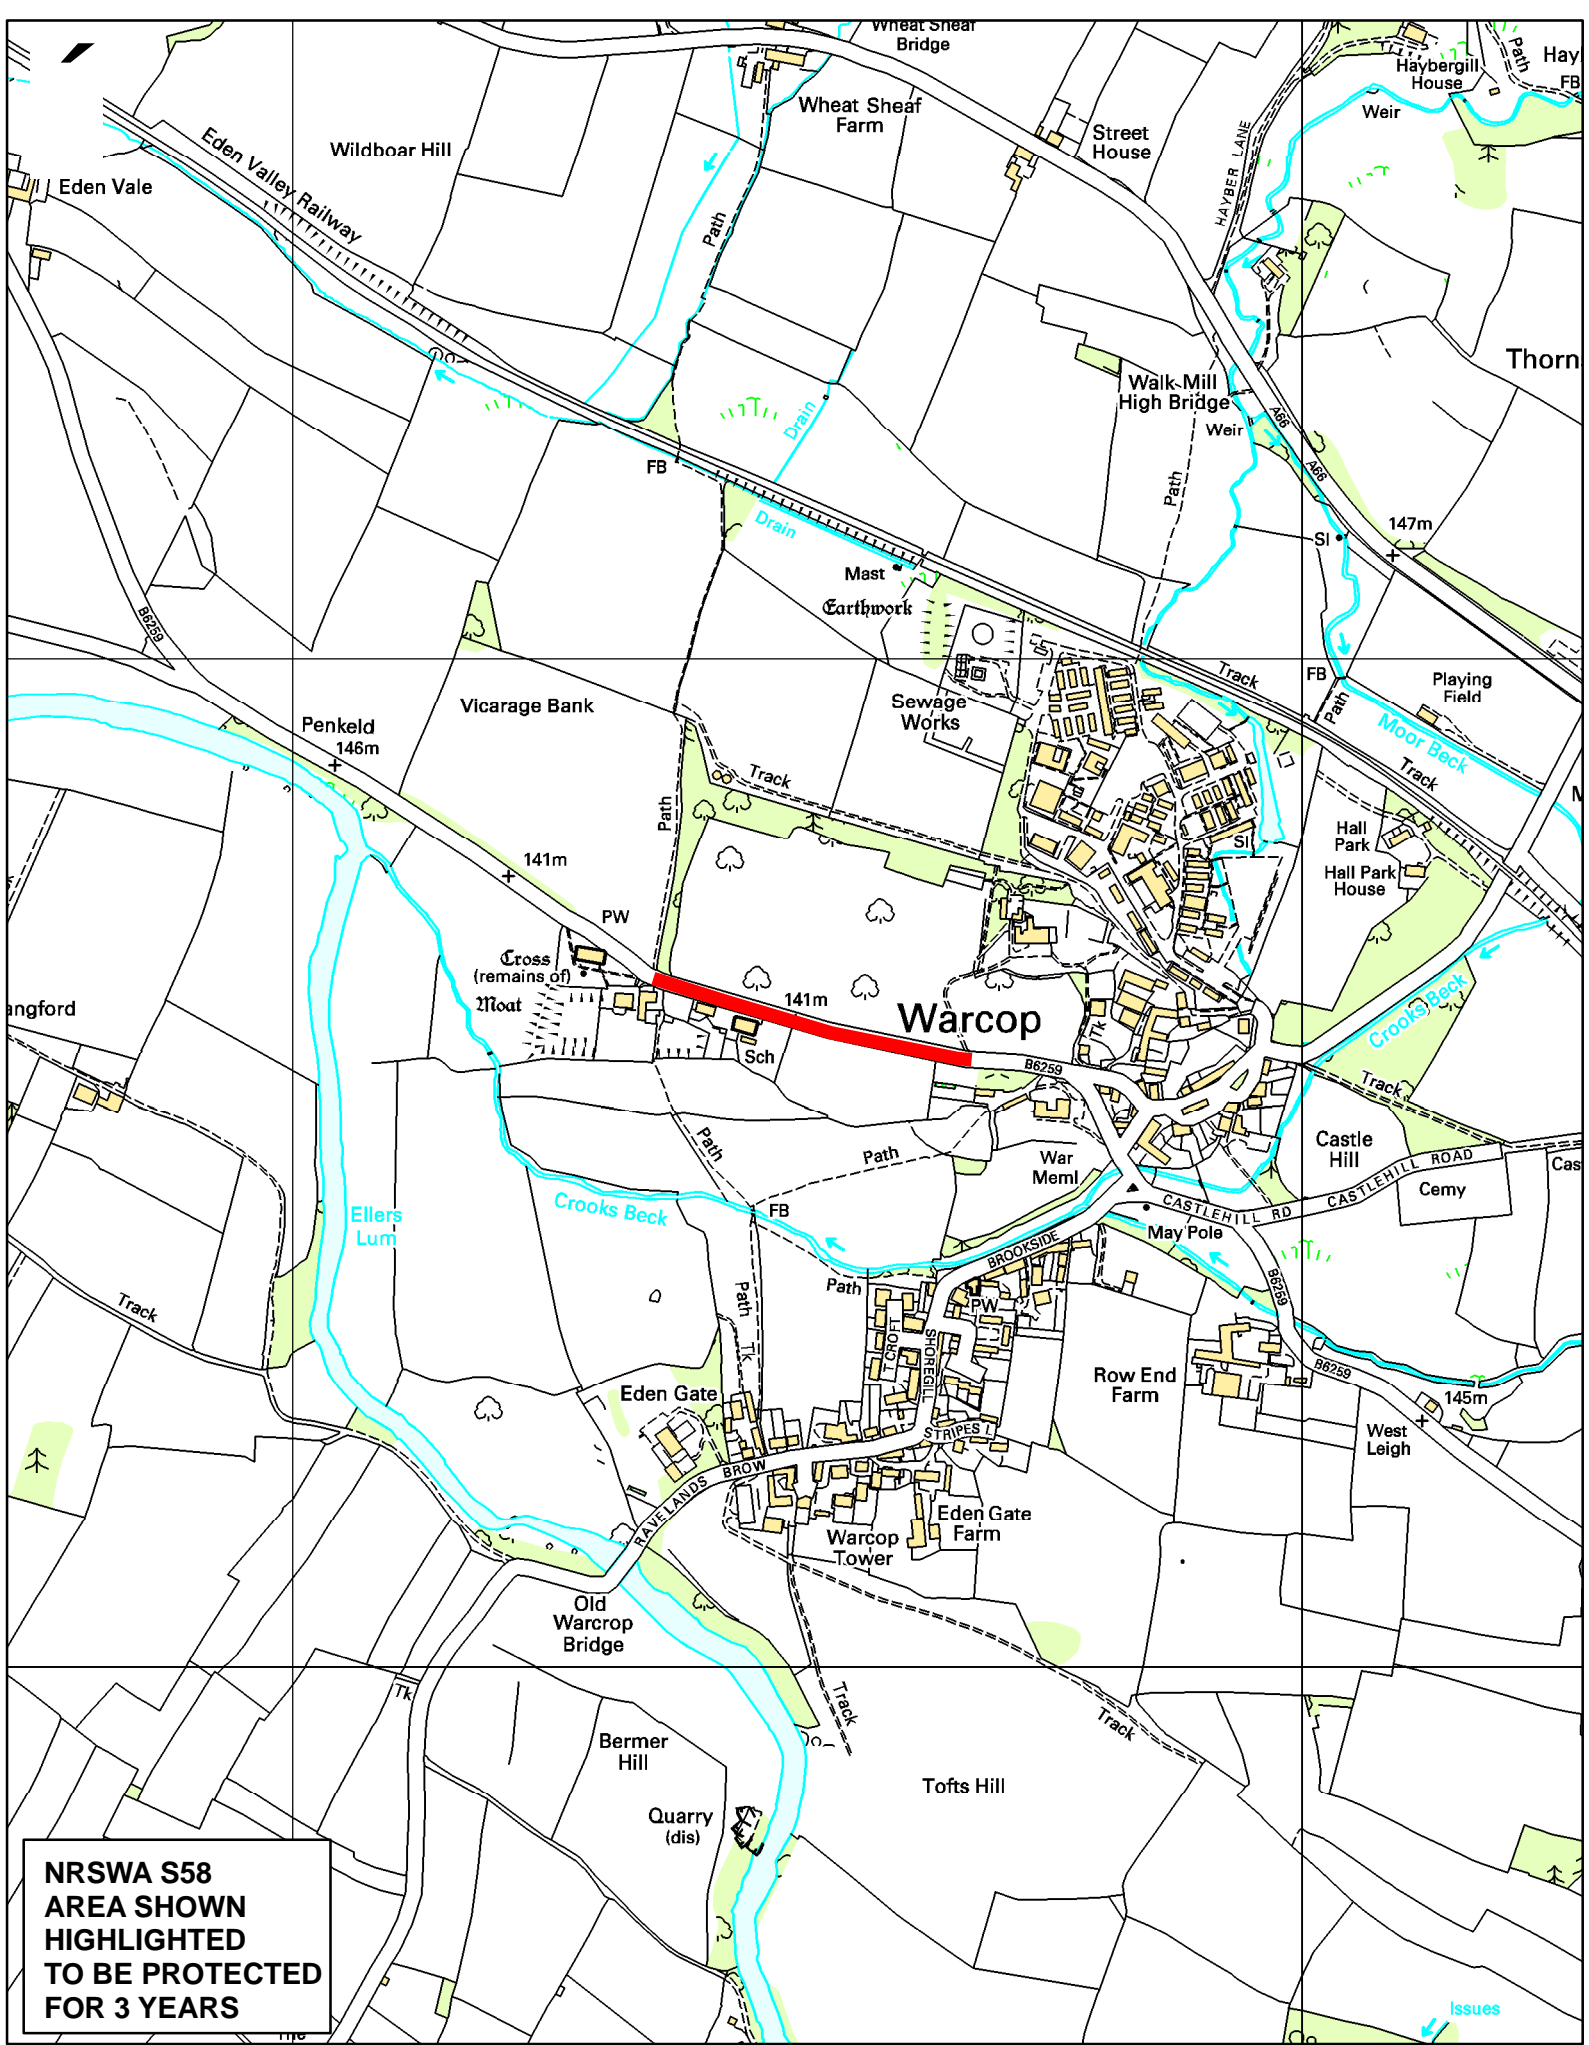 Wheat Sheaf
Bridge
Haybergill
House
Path
Hay
FB
Weir
Wheat Sheaf
Farm
Street
House
HAYBER LANE
Eden Valley Railway
Wildboar Hill
Eden Vale
Path
Thorn
Walk Mill
High Bridge
Weir
A66
A66
Drain
FB
Path
Drain
147m
Sl
Mast
Earthwork
B6259
Track
FB
Path
Playing
Field
Moor Beck
Sewage
Works
Vicarage Bank
Penkeld
146m
Track
Track
M
Path
Hall
Park
Sl
Hall Park
House
141m
PW
Cross
(remains of)
Moat
141m
Warcop
Crooks Beck
angford
Sch
Tk
B6259
Track
Path
Path
War
Meml
Castle
Hill
CASTLEHILL ROAD
Cemy
Cas
Crooks Beck
FB
CASTLEHILL RD
May Pole
Ellers
Lum
BROOKSIDE
B6259
Path
Path
PW
Track
Tk
T CROFT
SHOREGILL
B6259
Row End
Farm
145m
Eden Gate
STRIPES L
West
Leigh
RAVELANDS BROW
Eden Gate
Farm
Warcop
Tower
Old
Warcrop
Bridge
Tk
Track
Track
Bermer
Hill
Tofts Hill
Quarry
(dis)
NRSWA S58
AREA SHOWN
HIGHLIGHTED
TO BE PROTECTED
FOR 3 YEARS
Issues